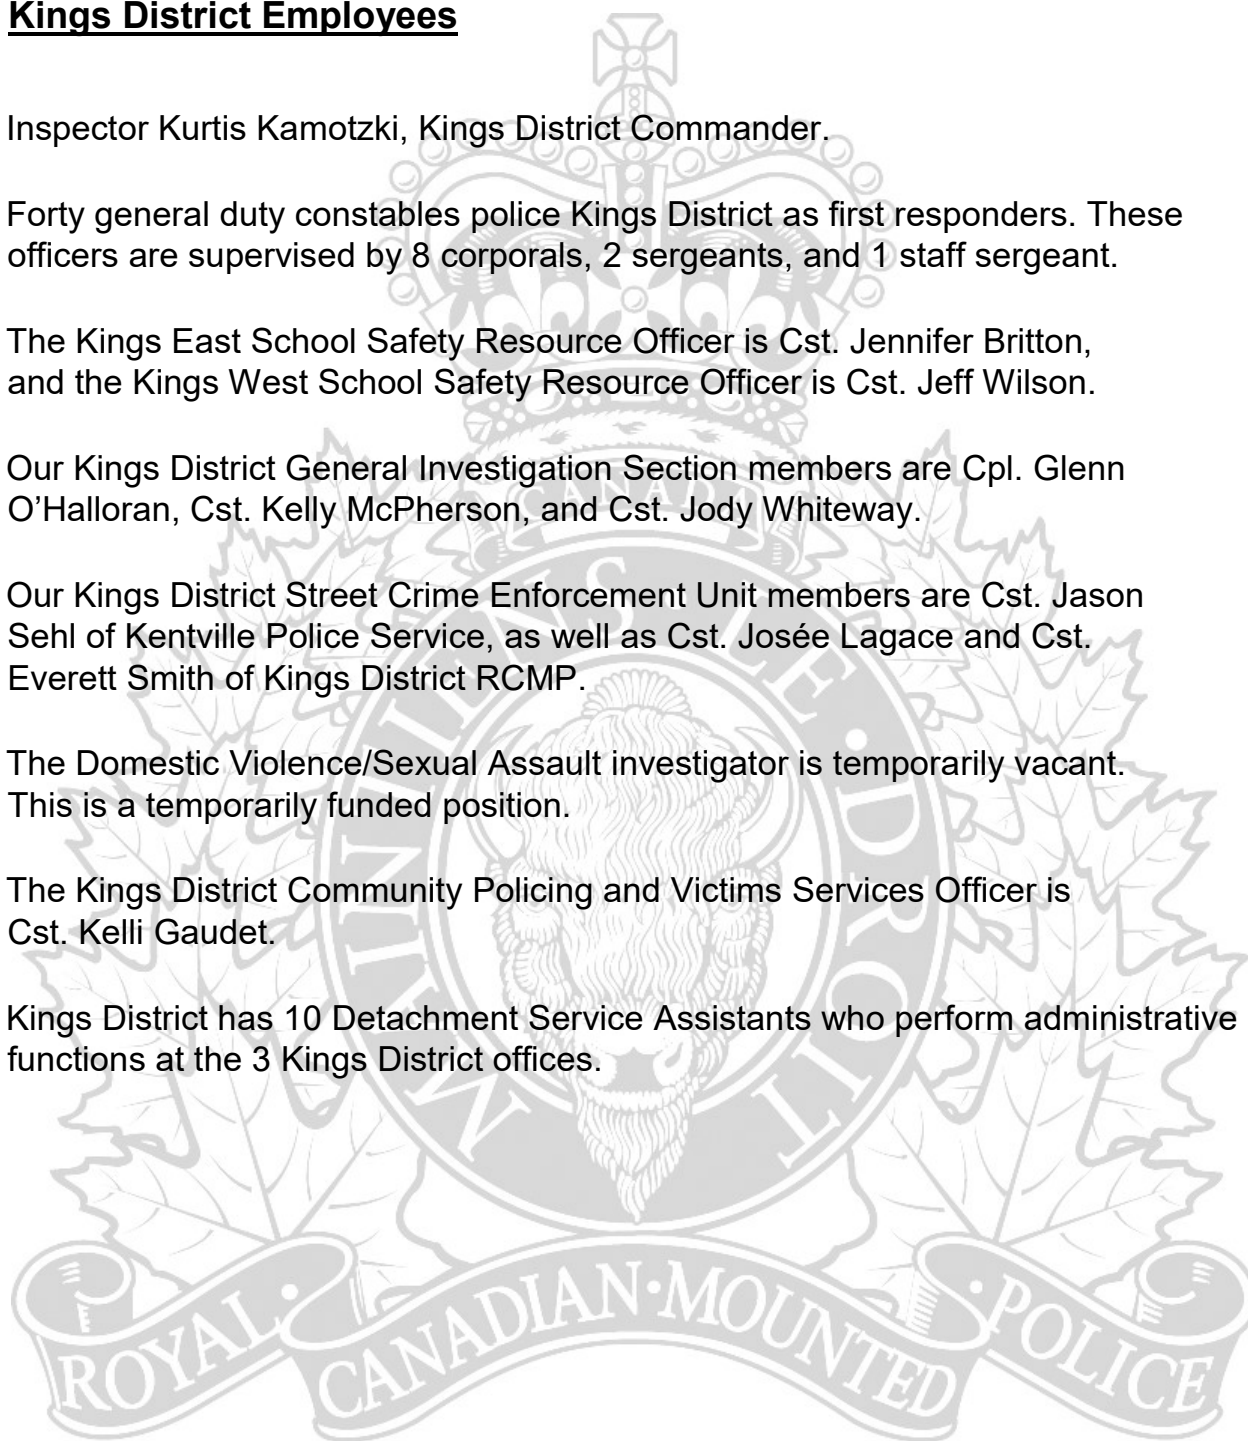 Kings District Employees
Inspector Kurtis Kamotzki, Kings District Commander.
Forty general duty constables police Kings District as first responders. These
officers are supervised by 8 corporals, 2 sergeants, and 1 staff sergeant.
The Kings East School Safety Resource Officer is Cst. Jennifer Britton,
and the Kings West School Safety Resource Officer is Cst. Jeff Wilson.
Our Kings District General Investigation Section members are Cpl. Glenn
O’Halloran, Cst. Kelly McPherson, and Cst. Jody Whiteway.
CANADA
Our Kings District Street Crime Enforcement Unit members are Cst. Jason
Sehl of Kentville Police Service, as well as Cst. Josée Lagace and Cst.
Everett Smith of Kings District RCMP.
The Domestic Violence/Sexual Assault investigator is temporarily vacant.
This is a temporarily funded position.
The Kings District Community Policing and Victims Services Officer is
Cst. Kelli Gaudet.
Kings District has 10 Detachment Service Assistants who perform administrative
functions at the 3 Kings District offices.
MAINTIENS LE DROIT
ROYAL·CANADIAN·MOUNTED·POLICE